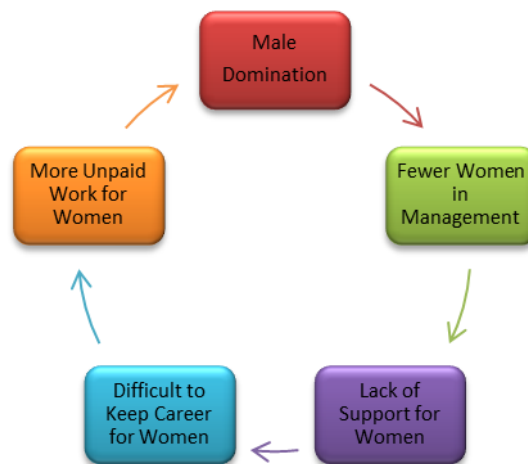 Male
Domination
Fewer Women
in
Management
Lack of
Support for
Women
Difficult to
Keep Career
for Women
More Unpaid
Work for
Women